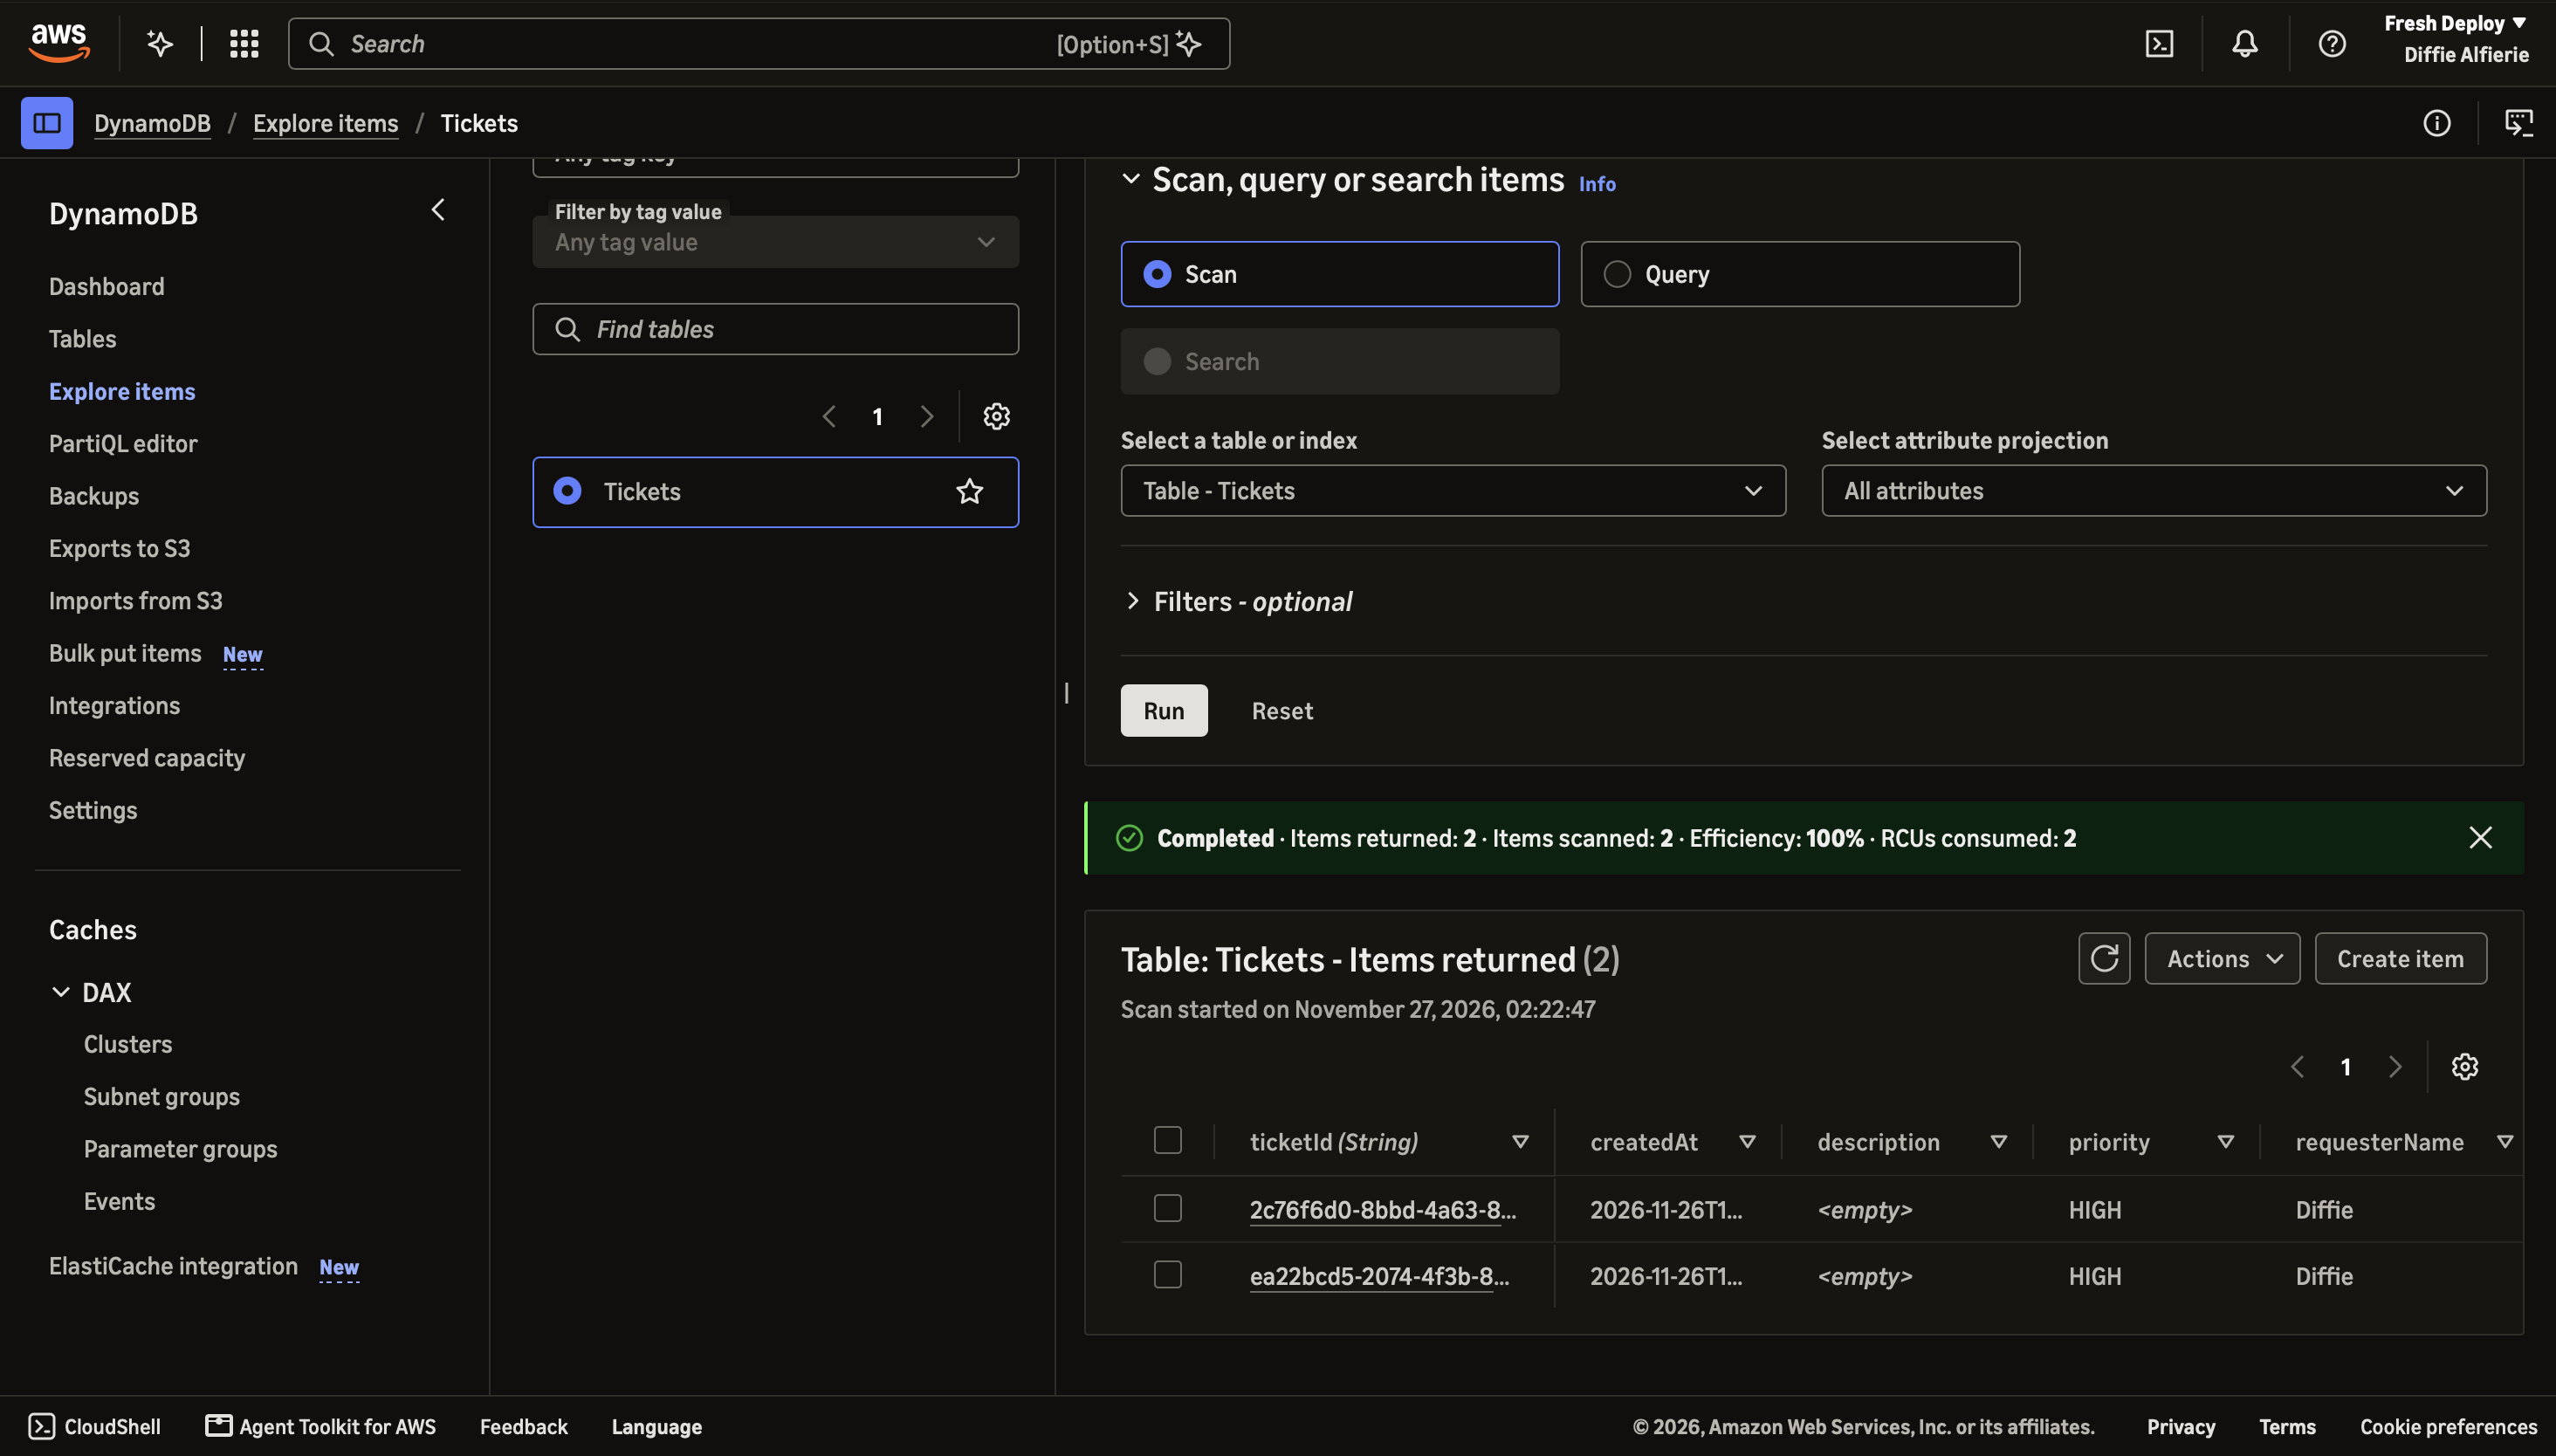 aws
Search [Option+S]
Fresh Deploy
Diffie Alfierie
DynamoDB / Explore items / Tickets
DynamoDB
Dashboard
Tables
Explore items
PartiQL editor
Backups
Exports to S3
Imports from S3
Bulk put items New
Integrations
Reserved capacity
Settings
Caches
DAX
Clusters
Subnet groups
Parameter groups
Events
ElastiCache integration New
Any tag key
Filter by tag value
Any tag value
Find tables
1
Tickets
Scan, query or search items Info
Scan
Query
Search
Select a table or index
Table - Tickets
Select attribute projection
All attributes
Filters - optional
Run Reset
Completed · Items returned: 2 · Items scanned: 2 · Efficiency: 100% · RCUs consumed: 2
Table: Tickets - Items returned (2)
Actions
Create item
Scan started on November 27, 2026, 02:22:47
1
ticketId (String) createdAt description priority requesterName
2c76f6d0-8bbd-4a63-8... 2026-11-26T1... <empty> HIGH Diffie
ea22bcd5-2074-4f3b-8... 2026-11-26T1... <empty> HIGH Diffie
CloudShell Agent Toolkit for AWS Feedback Language
© 2026, Amazon Web Services, Inc. or its affiliates. Privacy Terms Cookie preferences